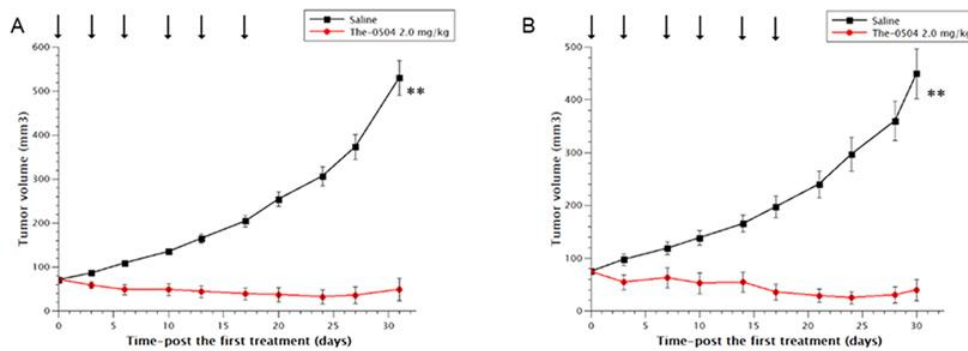 A
Saline
The-0504 2.0 mg/kg
600
500
400
300
200
100
0
Tumor volume (mm3)
**
0 5 10 15 20 25 30
Time-post the first treatment (days)
B
Saline
The-0504 2.0 mg/kg
500
400
300
200
100
0
Tumor volume (mm3)
**
0 5 10 15 20 25 30
Time-post the first treatment (days)